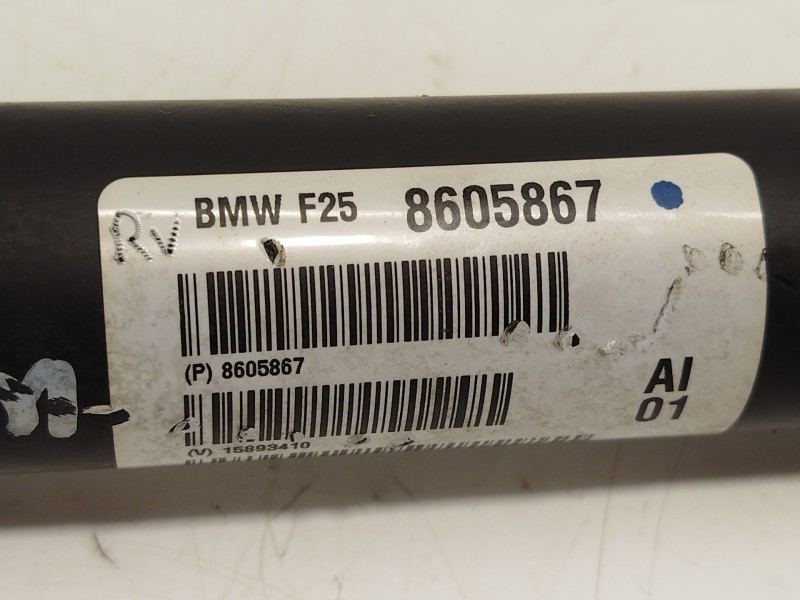 BMW F25 8605867
RV
(P) 8605867
AI
01
(V) 15893410